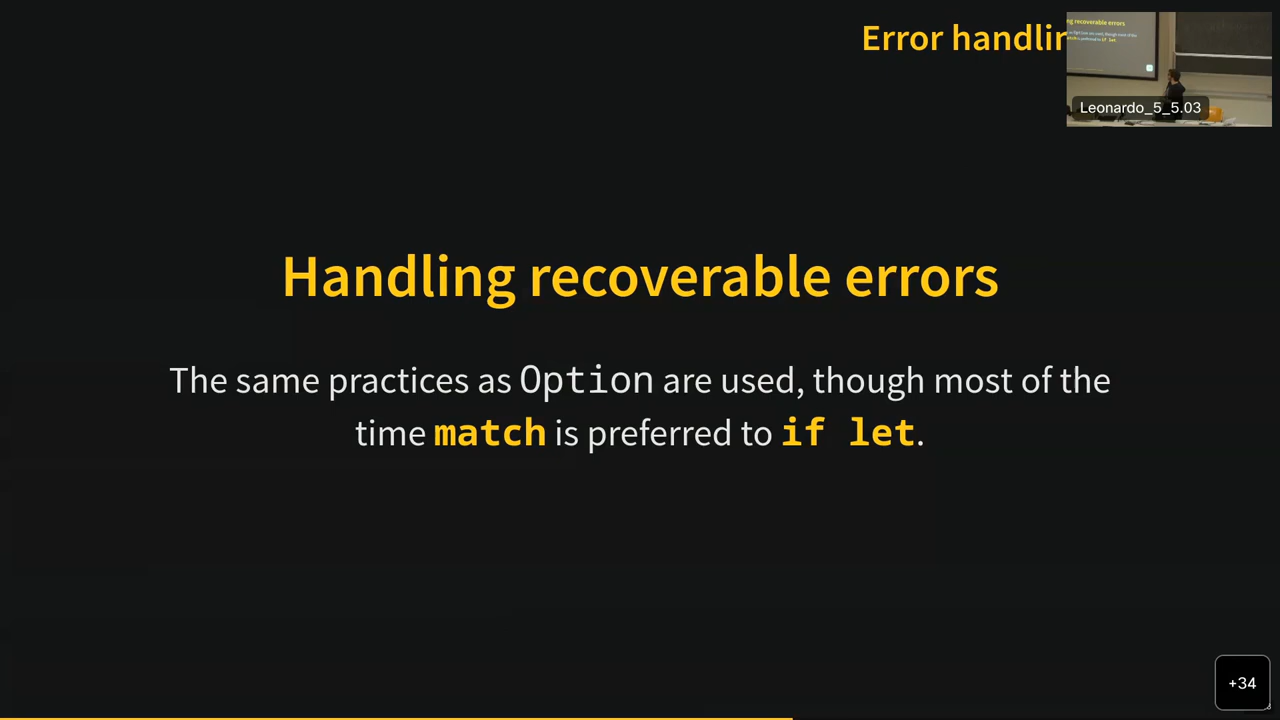 Error handlin
Leonardo_5_5.03
Handling recoverable errors
The same practices as Option are used, though most of the
time match is preferred to if let.
+34